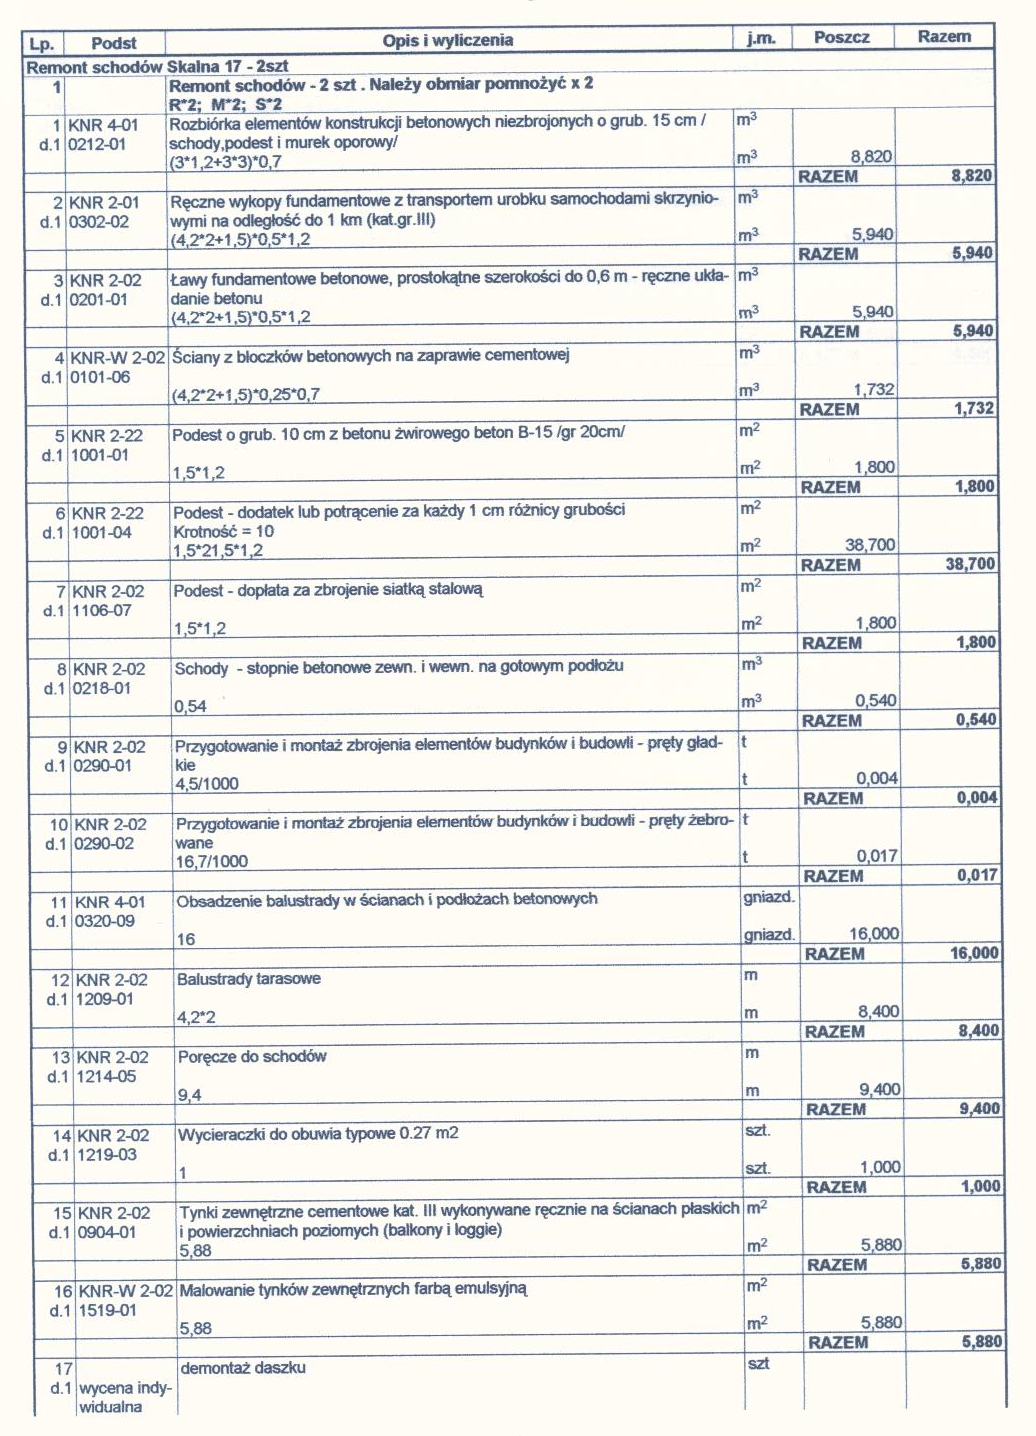 Lp. Podst Opis i wyliczenia j.m. Poszcz Razem
Remont schodów Skalna 17 - 2szt
1 Remont schodów - 2 szt . Należy obmiar pomnożyć x 2
R*2; M*2; S*2
1 KNR 4-01 Rozbiórka elementów konstrukcji betonowych niezbrojonych o grub. 15 cm / m³
d.1 0212-01 schody,podest i murek oporowy/
(3*1,2+3*3)*0,7 m³ 8,820
RAZEM 8,820
2 KNR 2-01 Ręczne wykopy fundamentowe z transportem urobku samochodami skrzynio- m³
d.1 0302-02 wymi na odległość do 1 km (kat.gr.III)
(4,2*2+1,5)*0,5*1,2 m³ 5,940
RAZEM 5,940
3 KNR 2-02 Ławy fundamentowe betonowe, prostokątne szerokości do 0,6 m - ręczne ukła- m³
d.1 0201-01 danie betonu
(4,2*2+1,5)*0,5*1,2 m³ 5,940
RAZEM 5,940
4 KNR-W 2-02 Ściany z bloczków betonowych na zaprawie cementowej m³
d.1 0101-06
(4,2*2+1,5)*0,25*0,7 m³ 1,732
RAZEM 1,732
5 KNR 2-22 Podest o grub. 10 cm z betonu żwirowego beton B-15 /gr 20cm/ m²
d.1 1001-01
1,5*1,2 m² 1,800
RAZEM 1,800
6 KNR 2-22 Podest - dodatek lub potrącenie za każdy 1 cm różnicy grubości m²
d.1 1001-04 Krotność = 10
1,5*21,5*1,2 m² 38,700
RAZEM 38,700
7 KNR 2-02 Podest - dopłata za zbrojenie siatką stalową m²
d.1 1106-07
1,5*1,2 m² 1,800
RAZEM 1,800
8 KNR 2-02 Schody - stopnie betonowe zewn. i wewn. na gotowym podłożu m³
d.1 0218-01
0,54 m³ 0,540
RAZEM 0,540
9 KNR 2-02 Przygotowanie i montaż zbrojenia elementów budynków i budowli - pręty gład- t
d.1 0290-01 kie
4,5/1000 t 0,004
RAZEM 0,004
10 KNR 2-02 Przygotowanie i montaż zbrojenia elementów budynków i budowli - pręty żebro- t
d.1 0290-02 wane
16,7/1000 t 0,017
RAZEM 0,017
11 KNR 4-01 Obsadzenie balustrady w ścianach i podłożach betonowych gniazd.
d.1 0320-09
16 gniazd. 16,000
RAZEM 16,000
12 KNR 2-02 Balustrady tarasowe m
d.1 1209-01
4,2*2 m 8,400
RAZEM 8,400
13 KNR 2-02 Poręcze do schodów m
d.1 1214-05
9,4 m 9,400
RAZEM 9,400
14 KNR 2-02 Wycieraczki do obuwia typowe 0.27 m2 szt.
d.1 1219-03
1 szt. 1,000
RAZEM 1,000
15 KNR 2-02 Tynki zewnętrzne cementowe kat. III wykonywane ręcznie na ścianach płaskich m²
d.1 0904-01 i powierzchniach poziomych (balkony i loggie)
5,88 m² 5,880
RAZEM 5,880
16 KNR-W 2-02 Malowanie tynków zewnętrznych farbą emulsyjną m²
d.1 1519-01
5,88 m² 5,880
RAZEM 5,880
17 demontaż daszku szt
d.1 wycena indy-
widualna